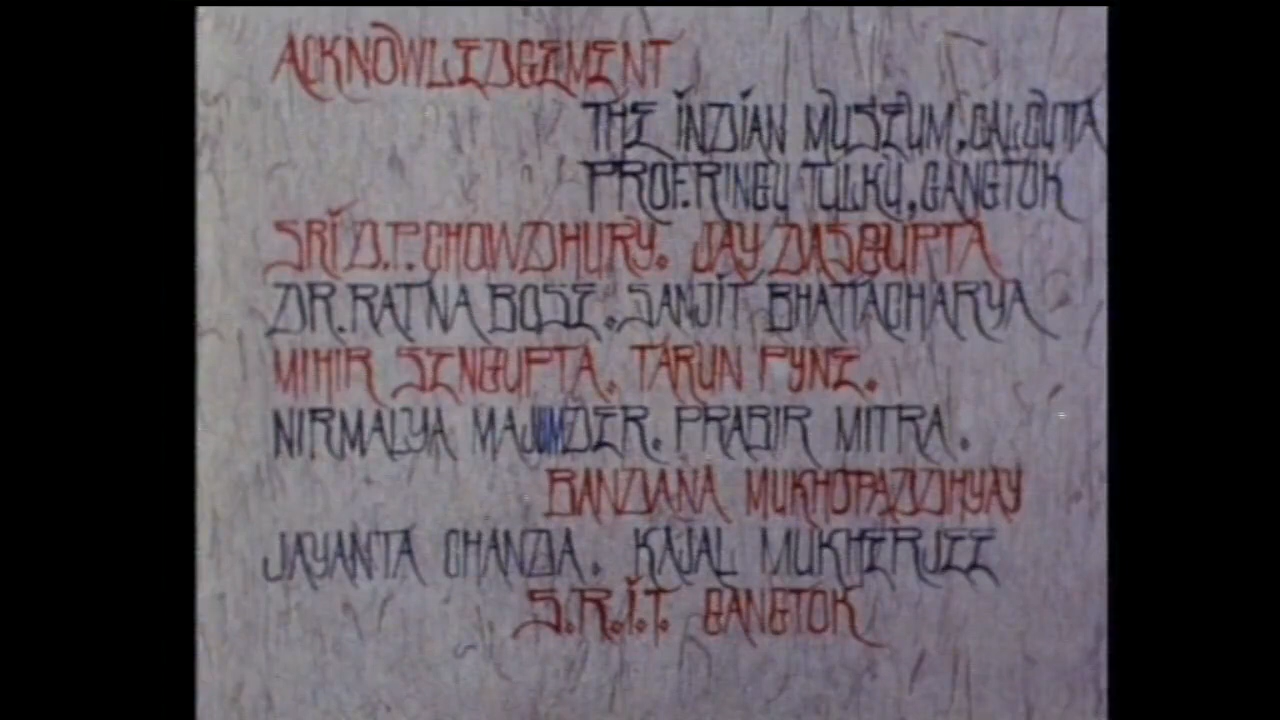 ACKNOWLEDGEMENT
THE INDIAN MUSEUM, CALCUTTA
PROF. RINGU TULKU, GANGTOK
SRI D.P. CHOWDHURY. JAY DASGUPTA
DR. RATNA BOSE. SANJIT BHATTACHARYA
MIHIR SENGUPTA. TARUN PYNE.
NIRMALYA MAJUMDER. PRABIR MITRA.
BANDANA MUKHOPADDHYAY
JAYANTA CHANDA. KAJAL MUKHERJEE
S.R.I.T. GANGTOK